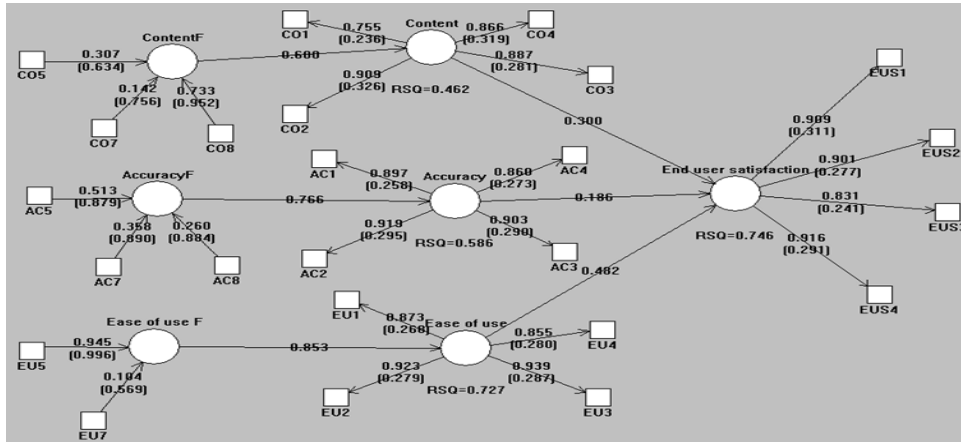 Content
CO1
0.755
(0.236)
0.866
(0.319)
CO4
ContentF
0.307
(0.634)
CO5
0.600
0.887
(0.281)
CO3
0.142
(0.756)
0.733
(0.952)
0.909
(0.326)
RSQ=0.462
CO2
CO7
CO8
0.300
EUS1
0.909
(0.311)
EUS2
0.901
(0.277)
AC1
0.897
(0.258)
0.860
(0.273)
AC4
AccuracyF
Accuracy
End user satisfaction
0.513
(0.879)
AC5
0.766
0.186
0.831
(0.241)
EUS3
0.358
(0.890)
0.260
(0.884)
0.919
(0.295)
0.903
(0.290)
RSQ=0.586
RSQ=0.746
0.916
(0.291)
AC2
AC3
AC7
AC8
0.482
EUS4
EU1
0.873
(0.268)
Ease of use F
Ease of use
0.855
(0.280)
EU4
0.945
(0.996)
EU5
0.853
0.923
(0.279)
0.939
(0.287)
RSQ=0.727
0.104
(0.569)
EU2
EU3
EU7